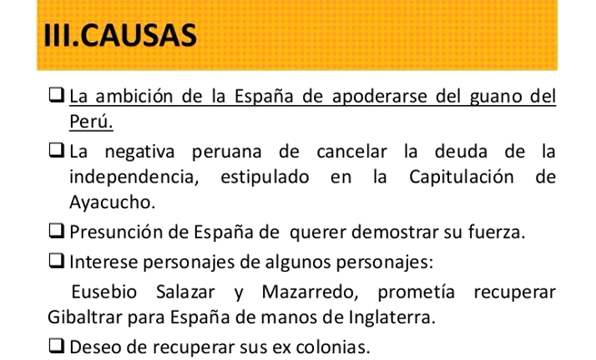 III.CAUSAS
❑ La ambición de la España de apoderarse del guano del
Perú.
❑ La negativa peruana de cancelar la deuda de la
independencia, estipulado en la Capitulación de
Ayacucho.
❑ Presunción de España de querer demostrar su fuerza.
❑ Interese personajes de algunos personajes:
Eusebio Salazar y Mazarredo, prometía recuperar
Gibaltrar para España de manos de Inglaterra.
❑ Deseo de recuperar sus ex colonias.